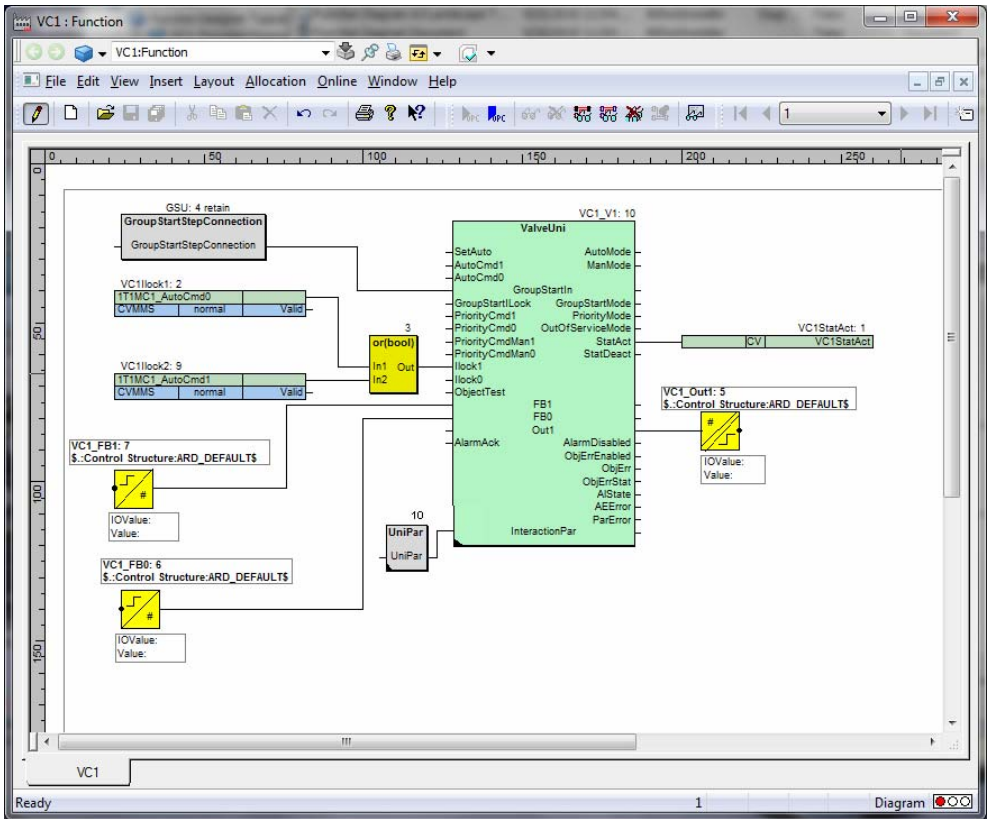 VC1 : Function
VC1:Function
File Edit View Insert Layout Allocation Online Window Help
1
0 50 100 150 200 250
0
50
100
150
GSU: 4 retain
GroupStartStepConnection
GroupStartStepConnection
VC1Ilock1: 2
1T1MC1_AutoCmd0
CVMMS normal Valid
VC1Ilock2: 9
1T1MC1_AutoCmd1
CVMMS normal Valid
3
or(bool)
In1 Out
In2
VC1_FB1: 7
$.:Control Structure:ARD_DEFAULT$
#
IOValue:
Value:
VC1_FB0: 6
$.:Control Structure:ARD_DEFAULT$
#
IOValue:
Value:
10
UniPar
UniPar
VC1_V1: 10
ValveUni
SetAuto AutoMode
AutoCmd1 ManMode
AutoCmd0
GroupStartIn
GroupStartILock GroupStartMode
PriorityCmd1 PriorityMode
PriorityCmd0 OutOfServiceMode
PriorityCmdMan1 StatAct
PriorityCmdMan0 StatDeact
Ilock1
Ilock0
ObjectTest
FB1
FB0
Out1
AlarmAck AlarmDisabled
ObjErrEnabled
ObjErr
ObjErrStat
AlState
AEError
ParError
InteractionPar
VC1StatAct: 1
CV VC1StatAct
VC1_Out1: 5
$.:Control Structure:ARD_DEFAULT$
#
IOValue:
Value:
VC1
Ready 1 Diagram